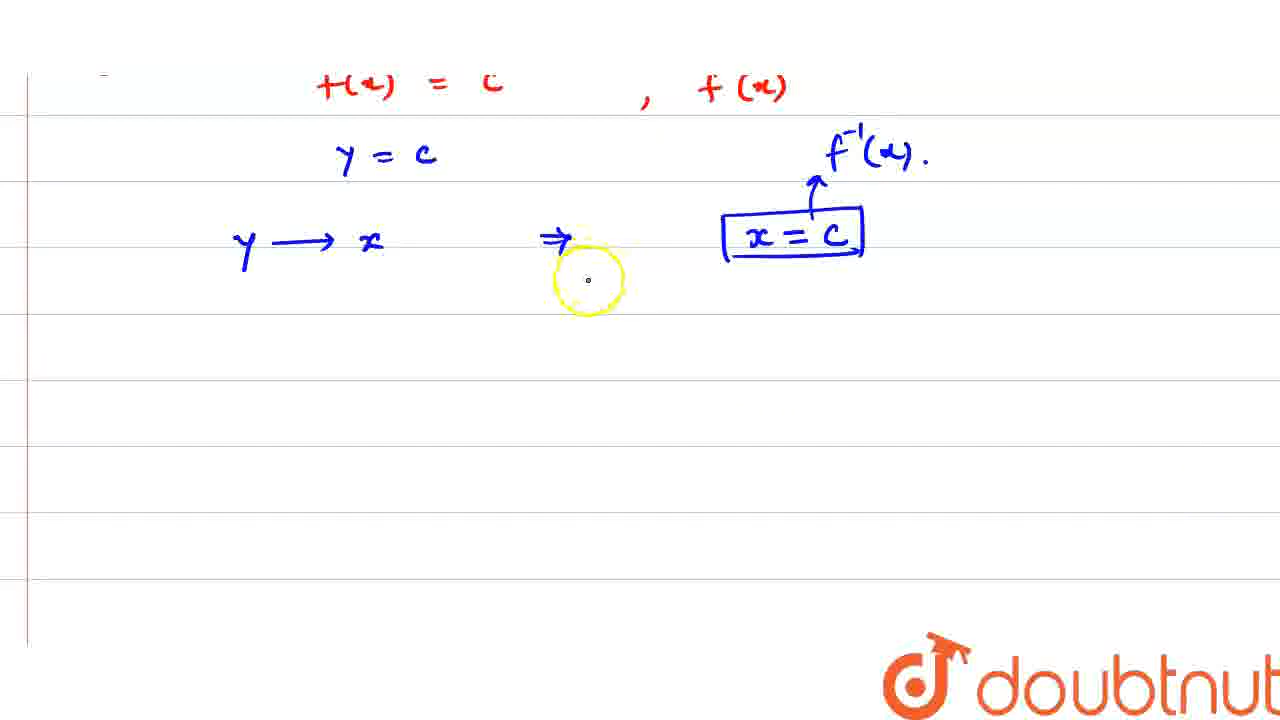 f(x) = c , f(x)
y = c f⁻¹(x).
y → x ⇒ x = c
doubtnut